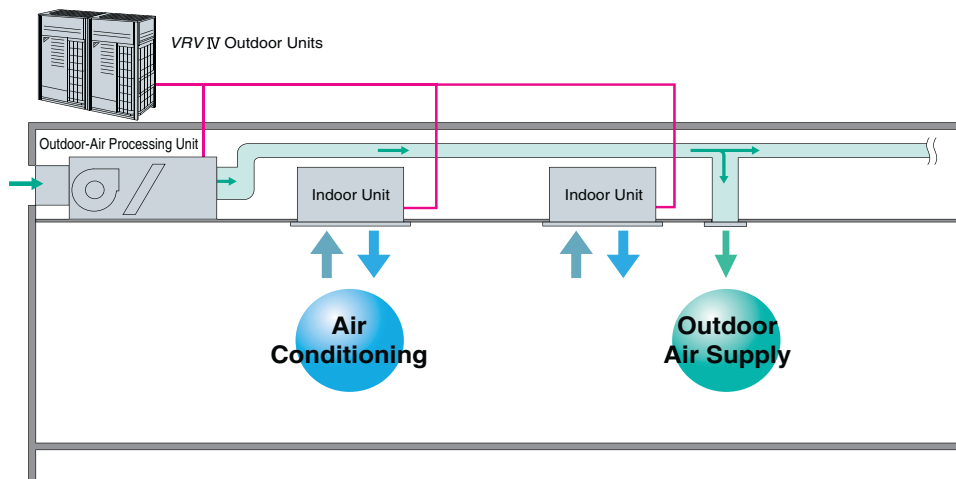 VRV IV Outdoor Units
Outdoor-Air Processing Unit
Indoor Unit
Indoor Unit
Air
Conditioning
Outdoor
Air Supply